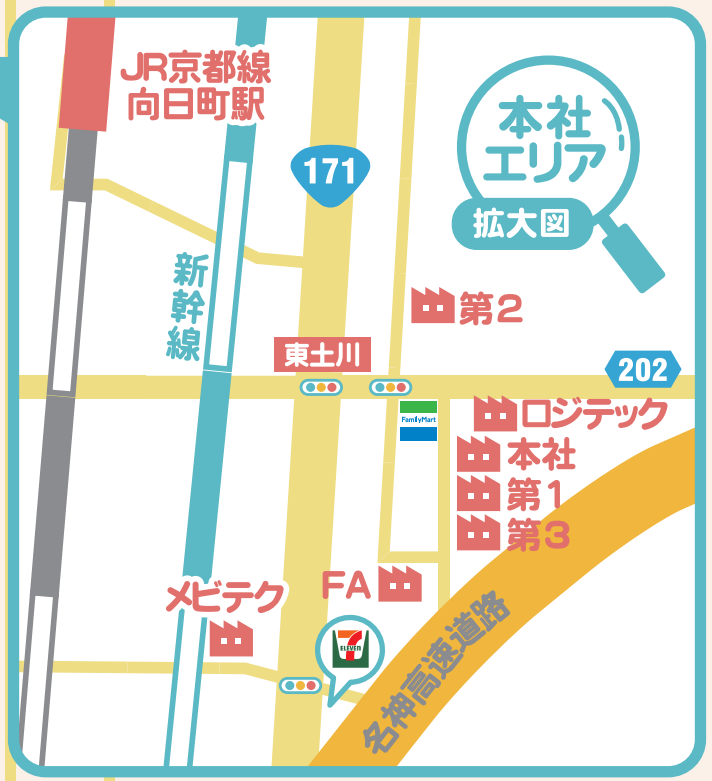 JR京都線
向日町駅
本社
エリア
拡大図
171
新幹線
第2
東土川
202
FamilyMart
ロジテック
本社
第1
第3
メビテク
FA
7
ELEVEN
名神高速道路